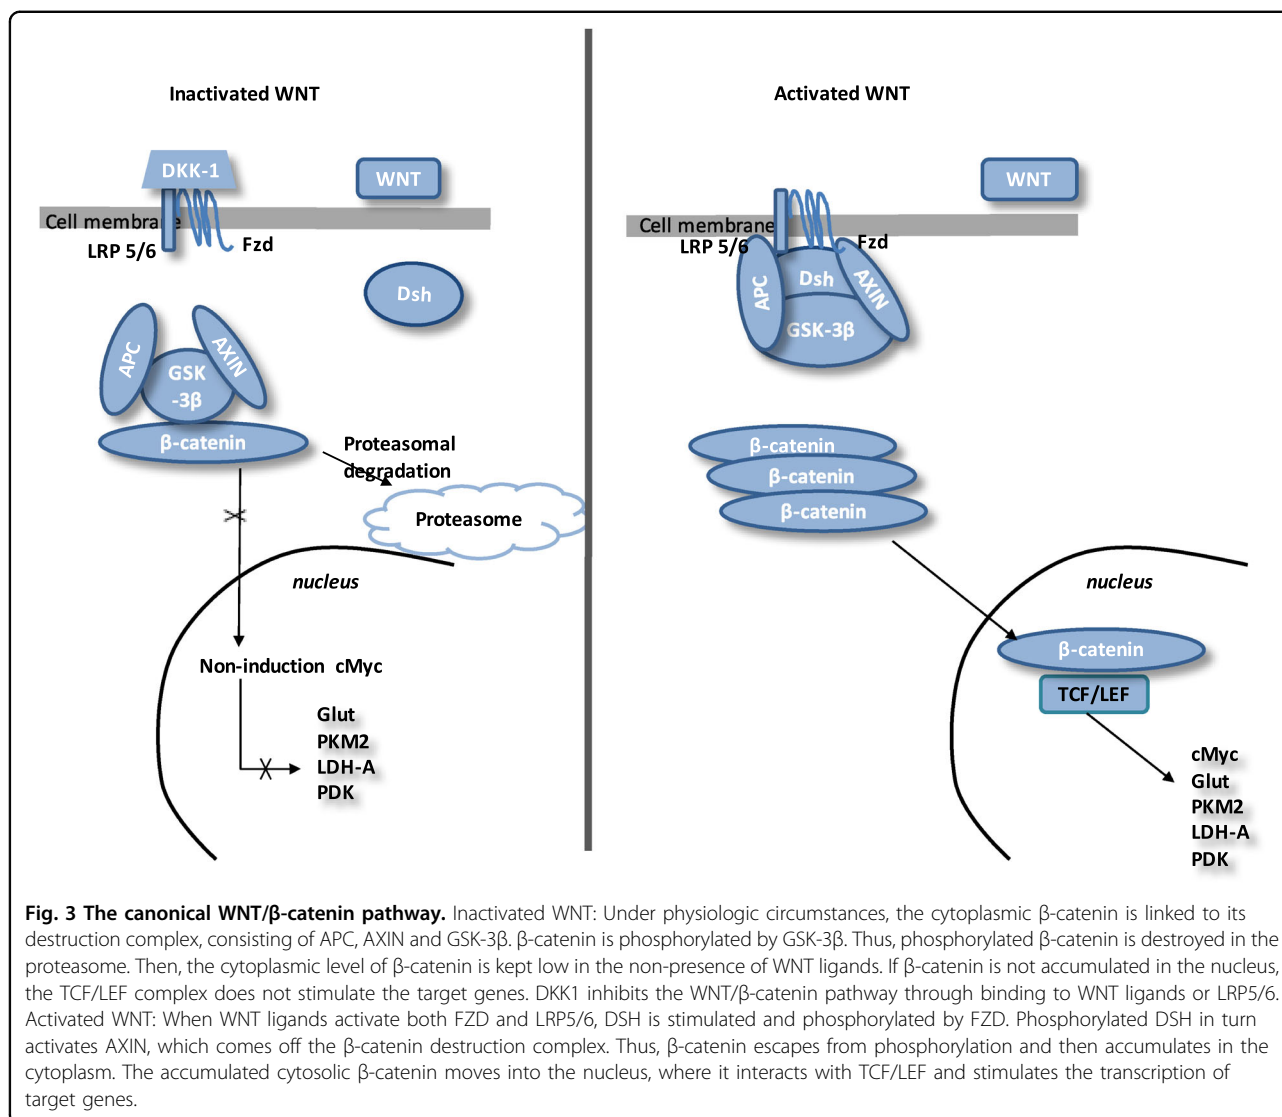 Inactivated WNT
DKK-1
WNT
Cell membrane
LRP 5/6
Fzd
Dsh
APC
AXIN
GSK
-3β
β-catenin
Proteasomal
degradation
Proteasome
nucleus
Non-induction cMyc
Glut
PKM2
LDH-A
PDK
Activated WNT
WNT
Cell membrane
LRP 5/6
Fzd
APC
Dsh
AXIN
GSK-3β
β-catenin
β-catenin
β-catenin
nucleus
β-catenin
TCF/LEF
cMyc
Glut
PKM2
LDH-A
PDK
Fig. 3 The canonical WNT/β-catenin pathway. Inactivated WNT: Under physiologic circumstances, the cytoplasmic β-catenin is linked to its
destruction complex, consisting of APC, AXIN and GSK-3β. β-catenin is phosphorylated by GSK-3β. Thus, phosphorylated β-catenin is destroyed in the
proteasome. Then, the cytoplasmic level of β-catenin is kept low in the non-presence of WNT ligands. If β-catenin is not accumulated in the nucleus,
the TCF/LEF complex does not stimulate the target genes. DKK1 inhibits the WNT/β-catenin pathway through binding to WNT ligands or LRP5/6.
Activated WNT: When WNT ligands activate both FZD and LRP5/6, DSH is stimulated and phosphorylated by FZD. Phosphorylated DSH in turn
activates AXIN, which comes off the β-catenin destruction complex. Thus, β-catenin escapes from phosphorylation and then accumulates in the
cytoplasm. The accumulated cytosolic β-catenin moves into the nucleus, where it interacts with TCF/LEF and stimulates the transcription of
target genes.